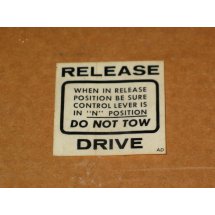 RELEASE
WHEN IN RELEASE
POSITION BE SURE
CONTROL LEVER IS
IN "N" POSITION
DO NOT TOW
DRIVE
AD